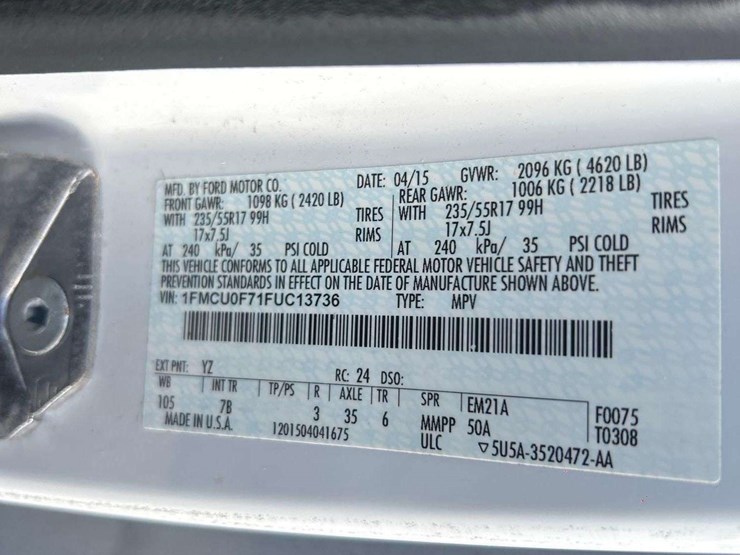 MFD. BY FORD MOTOR CO. DATE: 04/15 GVWR: 2096 KG ( 4620 LB)
FRONT GAWR: 1098 KG ( 2420 LB) REAR GAWR: 1006 KG ( 2218 LB)
WITH 235/55R17 99H TIRES WITH 235/55R17 99H TIRES
17x7.5J RIMS 17x7.5J RIMS
AT 240 kPa/ 35 PSI COLD AT 240 kPa/ 35 PSI COLD
THIS VEHICLE CONFORMS TO ALL APPLICABLE FEDERAL MOTOR VEHICLE SAFETY AND THEFT
PREVENTION STANDARDS IN EFFECT ON THE DATE OF MANUFACTURE SHOWN ABOVE.
VIN: 1FMCU0F71FUC13736 TYPE: MPV
EXT PNT: YZ RC: 24 DSO:
WB INT TR TP/PS R AXLE TR SPR EM21A F0075
105 7B 3 35 6 MMPP 50A T0308
MADE IN U.S.A. 1201504041675 ULC ▽5U5A-3520472-AA